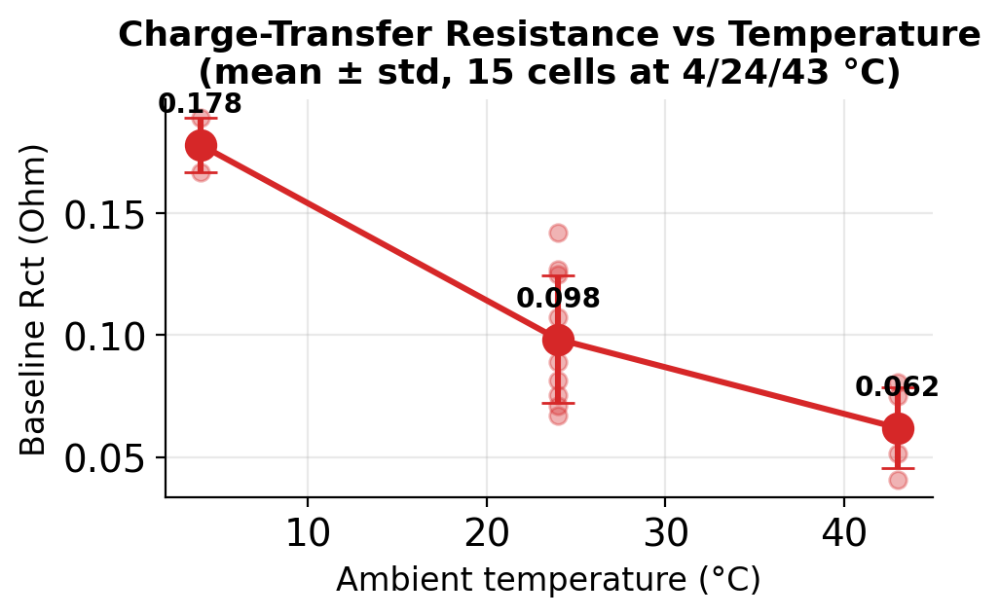 Charge-Transfer Resistance vs Temperature
(mean ± std, 15 cells at 4/24/43 °C)
0.178
0.098
0.062
Baseline Rct (Ohm)
0.15
0.10
0.05
10
20
30
40
Ambient temperature (°C)